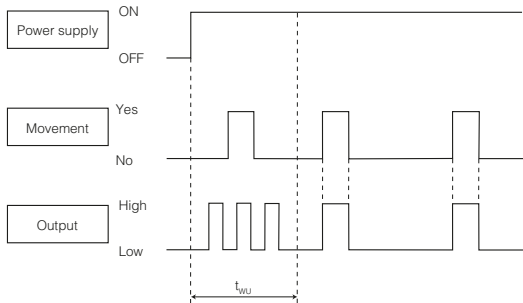 Power supply
ON
OFF
Movement
Yes
No
Output
High
Low
tWU